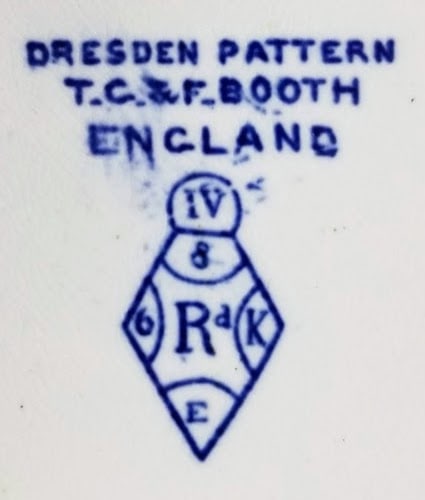 DRESDEN PATTERN
T.G.&F.BOOTH
ENGLAND
IV
8
6 Rd K
E